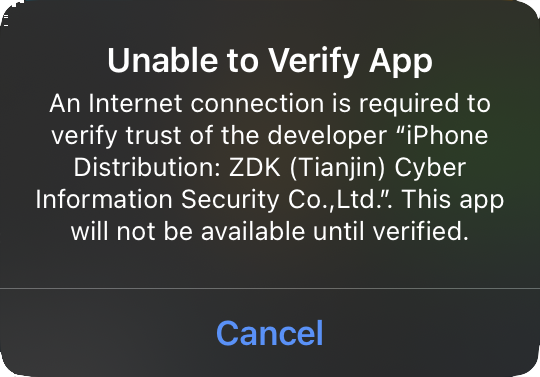 Unable to Verify App
An Internet connection is required to
verify trust of the developer “iPhone
Distribution: ZDK (Tianjin) Cyber
Information Security Co.,Ltd.”. This app
will not be available until verified.
Cancel